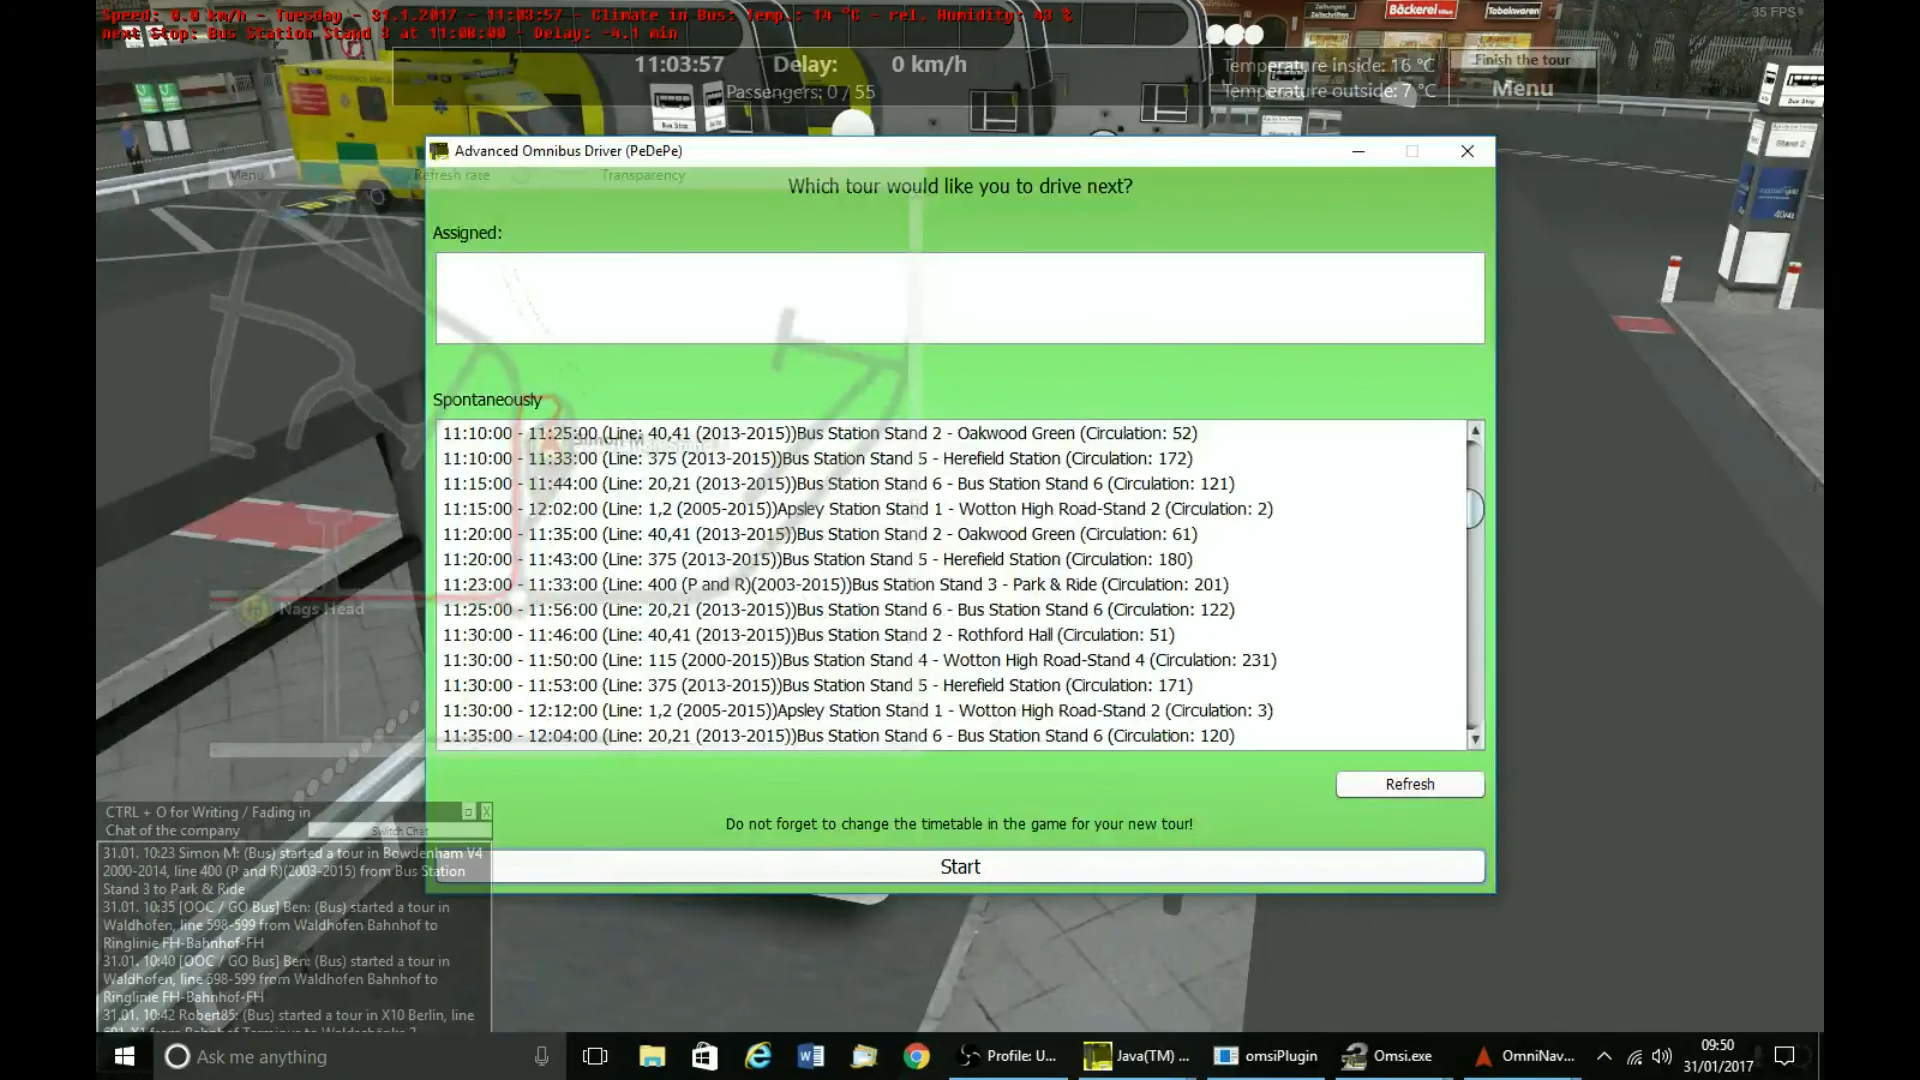 Speed: 0.0 km/h - Tuesday - 31.1.2017 - 11:03:57 - Climate in Bus: Temp.: 14 °C - rel. Humidity: 43 %
next Stop: Bus Station Stand 3 at 11:08:00 - Delay: -4.1 min
35 FPS
Zeitungen
Zeitschriften
Bäckerei
Tabakwaren
11:03:57
Delay:
0 km/h
Passengers: 0 / 55
Temperature inside: 16 °C
Temperature outside: 7 °C
Finish the tour
Menu
Bus Stop
Bus Stop
Stand 2
40/41
Advanced Omnibus Driver (PeDePe)
Menu
Refresh rate
Transparency
Which tour would like you to drive next?
Assigned:
Spontaneously
11:10:00 - 11:25:00 (Line: 40,41 (2013-2015))Bus Station Stand 2 - Oakwood Green (Circulation: 52)
11:10:00 - 11:33:00 (Line: 375 (2013-2015))Bus Station Stand 5 - Herefield Station (Circulation: 172)
11:15:00 - 11:44:00 (Line: 20,21 (2013-2015))Bus Station Stand 6 - Bus Station Stand 6 (Circulation: 121)
11:15:00 - 12:02:00 (Line: 1,2 (2005-2015))Apsley Station Stand 1 - Wotton High Road-Stand 2 (Circulation: 2)
11:20:00 - 11:35:00 (Line: 40,41 (2013-2015))Bus Station Stand 2 - Oakwood Green (Circulation: 61)
11:20:00 - 11:43:00 (Line: 375 (2013-2015))Bus Station Stand 5 - Herefield Station (Circulation: 180)
11:23:00 - 11:33:00 (Line: 400 (P and R)(2003-2015))Bus Station Stand 3 - Park & Ride (Circulation: 201)
11:25:00 - 11:56:00 (Line: 20,21 (2013-2015))Bus Station Stand 6 - Bus Station Stand 6 (Circulation: 122)
11:30:00 - 11:46:00 (Line: 40,41 (2013-2015))Bus Station Stand 2 - Rothford Hall (Circulation: 51)
11:30:00 - 11:50:00 (Line: 115 (2000-2015))Bus Station Stand 4 - Wotton High Road-Stand 4 (Circulation: 231)
11:30:00 - 11:53:00 (Line: 375 (2013-2015))Bus Station Stand 5 - Herefield Station (Circulation: 171)
11:30:00 - 12:12:00 (Line: 1,2 (2005-2015))Apsley Station Stand 1 - Wotton High Road-Stand 2 (Circulation: 3)
11:35:00 - 12:04:00 (Line: 20,21 (2013-2015))Bus Station Stand 6 - Bus Station Stand 6 (Circulation: 120)
H
Nags Head
Refresh
Do not forget to change the timetable in the game for your new tour!
Start
CTRL + O for Writing / Fading in
Chat of the company
Switch Chat
31.01. 10:23 Simon M: (Bus) started a tour in Bowdenham V4
2000-2014, line 400 (P and R)(2003-2015) from Bus Station
Stand 3 to Park & Ride
31.01. 10:35 [OOC / GO Bus] Ben: (Bus) started a tour in
Waldhofen, line 598-599 from Waldhofen Bahnhof to
Ringlinie FH-Bahnhof-FH
31.01. 10:40 [OOC / GO Bus] Ben: (Bus) started a tour in
Waldhofen, line 598-599 from Waldhofen Bahnhof to
Ringlinie FH-Bahnhof-FH
31.01. 10:42 Robert85: (Bus) started a tour in X10 Berlin, line
Ask me anything
Profile: U...
Java(TM) ...
omsiPlugin
Omsi.exe
OmniNav...
09:50
31/01/2017